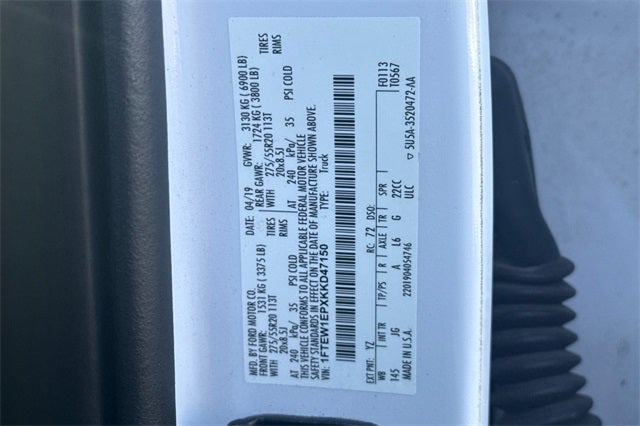 MFD. BY FORD MOTOR CO.
DATE: 04/19 GVWR: 3130 KG ( 6900 LB)
FRONT GAWR: 1531 KG ( 3375 LB) REAR GAWR: 1724 KG ( 3800 LB)
WITH 275/55R20 113T TIRES WITH 275/55R20 113T TIRES
20x8.5J RIMS 20x8.5J RIMS
AT 240 kPa/ 35 PSI COLD AT 240 kPa/ 35 PSI COLD
THIS VEHICLE CONFORMS TO ALL APPLICABLE FEDERAL MOTOR VEHICLE
SAFETY STANDARDS IN EFFECT ON THE DATE OF MANUFACTURE SHOWN ABOVE.
VIN: 1FTEW1EPXKKD47150
TYPE: Truck
F0113
T0567
EXT PNT: YZ RC: 72 DSO:
WB INT TR TP/PS R AXLE TR SPR
145 JG A L6 G 22CC
MADE IN U.S.A. 2201904054746 ULC
▽ 5U5A-3520472-AA